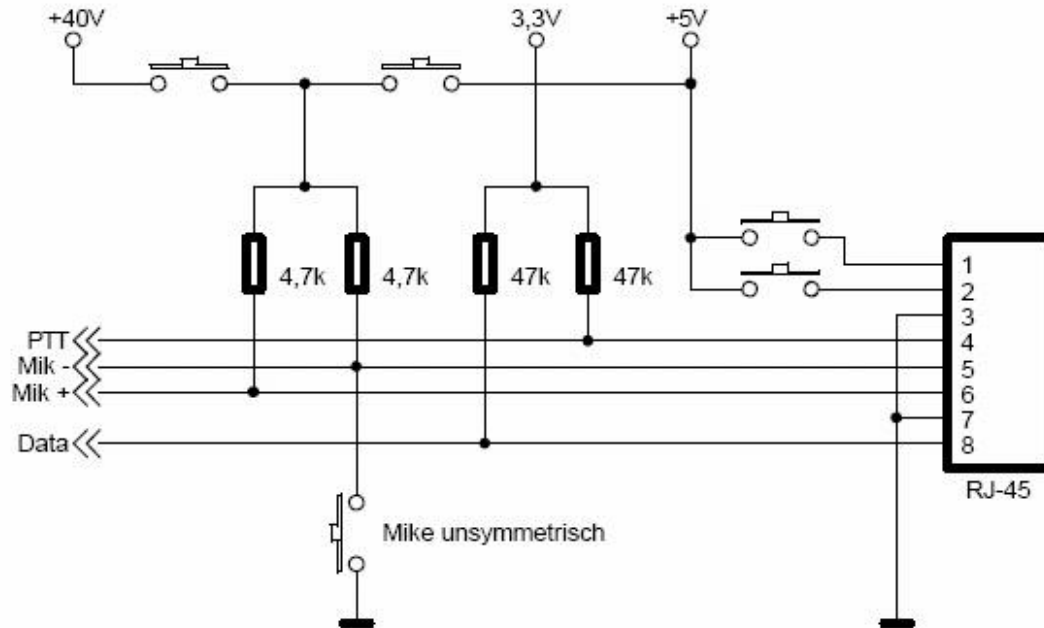 +40V
3,3V
+5V
4,7k
4,7k
47k
47k
1
2
3
PTT
4
Mik -
5
Mik +
6
7
Data
8
RJ-45
Mike unsymmetrisch